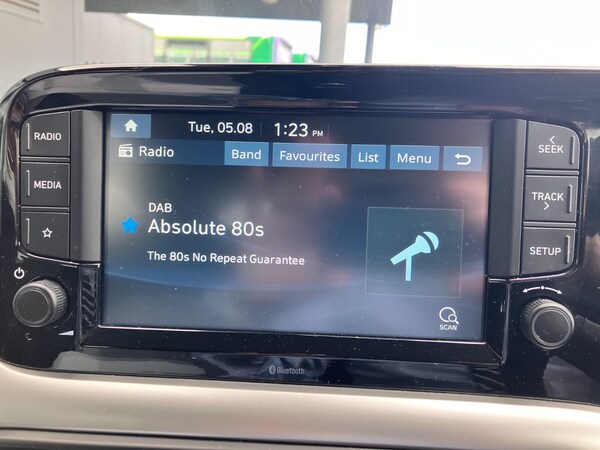 RADIO
MEDIA
Tue, 05.08 1:23 PM
Radio Band Favourites List Menu
DAB
Absolute 80s
The 80s No Repeat Guarantee
SCAN
SEEK
TRACK
SETUP
Bluetooth